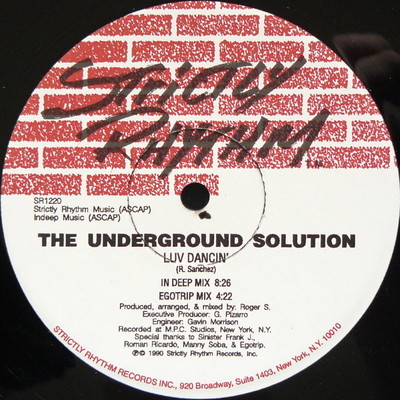 STRICTLY
RHYTHM
TM
SR1220
Strictly Rhythm Music (ASCAP)
Indeep Music (ASCAP)
THE UNDERGROUND SOLUTION
LUV DANCIN'
(R. Sanchez)
IN DEEP MIX 8:26
EGOTRIP MIX 4:22
Produced, arranged, & mixed by: Roger S.
Executive Producer: G. Pizarro
Engineer: Gavin Morrison
Recorded at M.P.C. Studios, New York, N.Y.
Special thanks to Sinister Frank J.,
Roman Ricardo, Manny Soba, & Egotrip.
℗© 1990 Strictly Rhythm Records, Inc.
STRICTLY RHYTHM RECORDS INC., 920 Broadway, Suite 1403, New York, N.Y. 10010